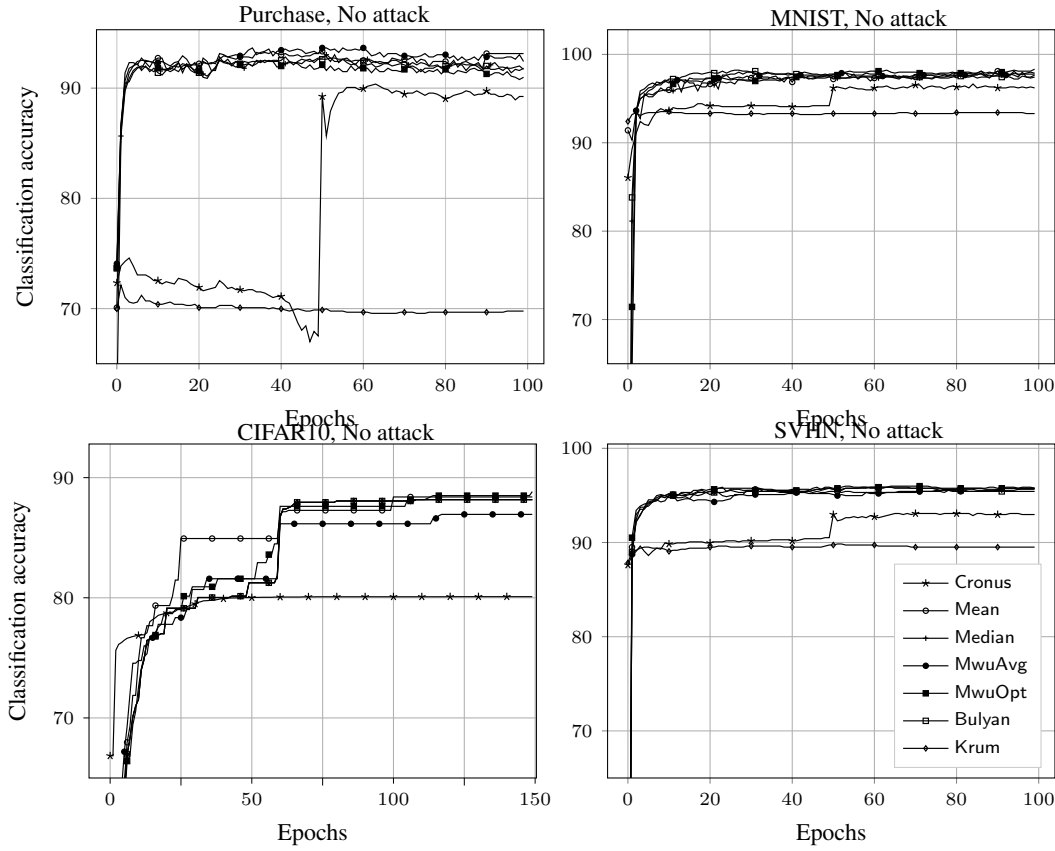 Purchase, No attack
MNIST, No attack
Classification accuracy
90
80
70
0
20
40
60
80
100
Epochs
100
90
80
70
0
20
40
60
80
100
Epochs
CIFAR10, No attack
SVHN, No attack
Classification accuracy
90
80
70
0
50
100
150
Epochs
100
90
80
70
0
20
40
60
80
100
Epochs
Cronus
Mean
Median
MwuAvg
MwuOpt
Bulyan
Krum